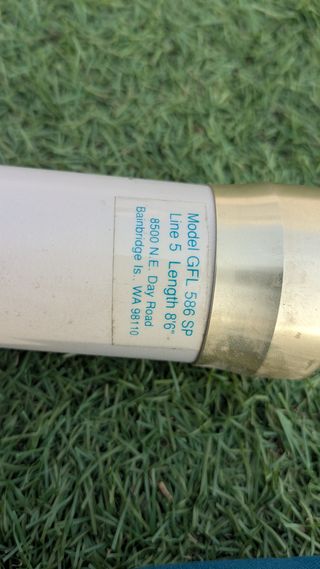 Model GFL 586 SP
Line 5 Length 8'6"
8500 N.E. Day Road
Bainbridge Is. WA 98110